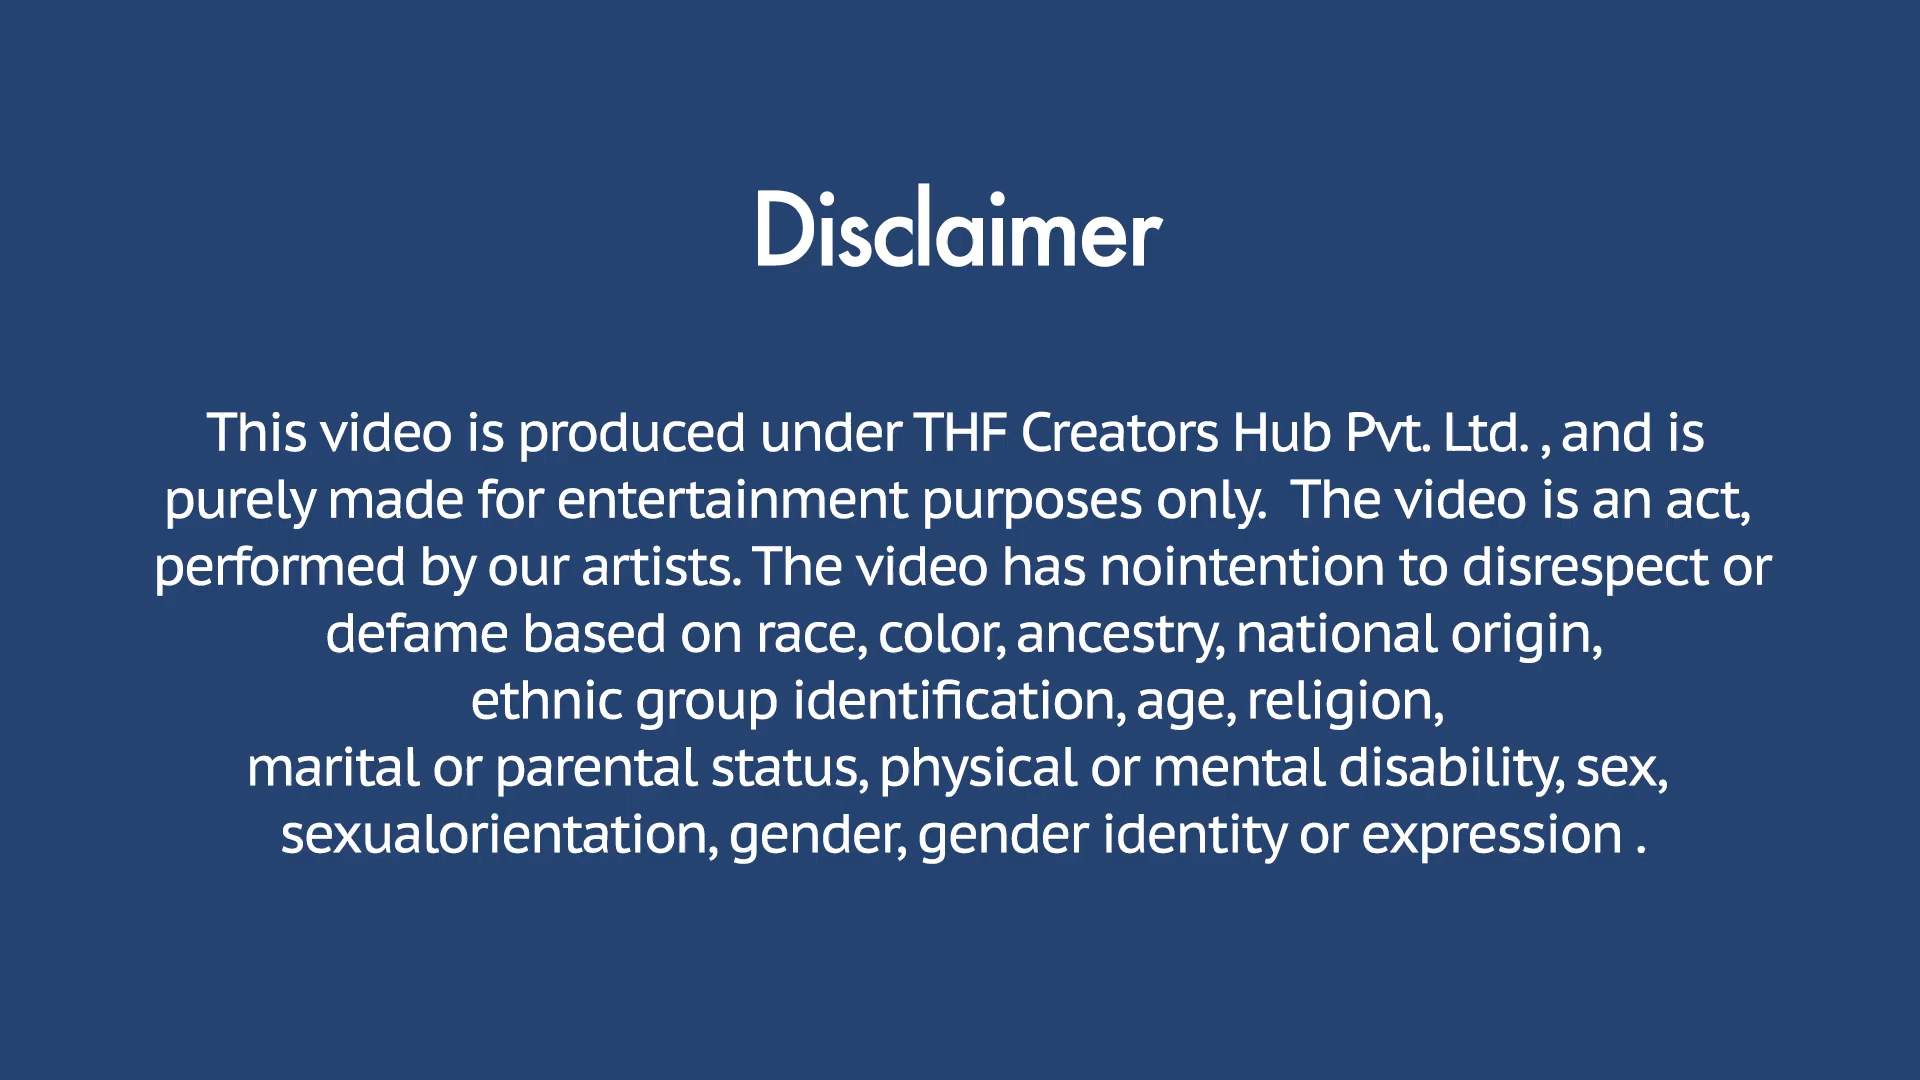 Disclaimer
This video is produced under THF Creators Hub Pvt. Ltd. , and is
purely made for entertainment purposes only.  The video is an act,
performed by our artists. The video has nointention to disrespect or
defame based on race, color, ancestry, national origin,
ethnic group identification, age, religion,
marital or parental status, physical or mental disability, sex,
sexualorientation, gender, gender identity or expression .